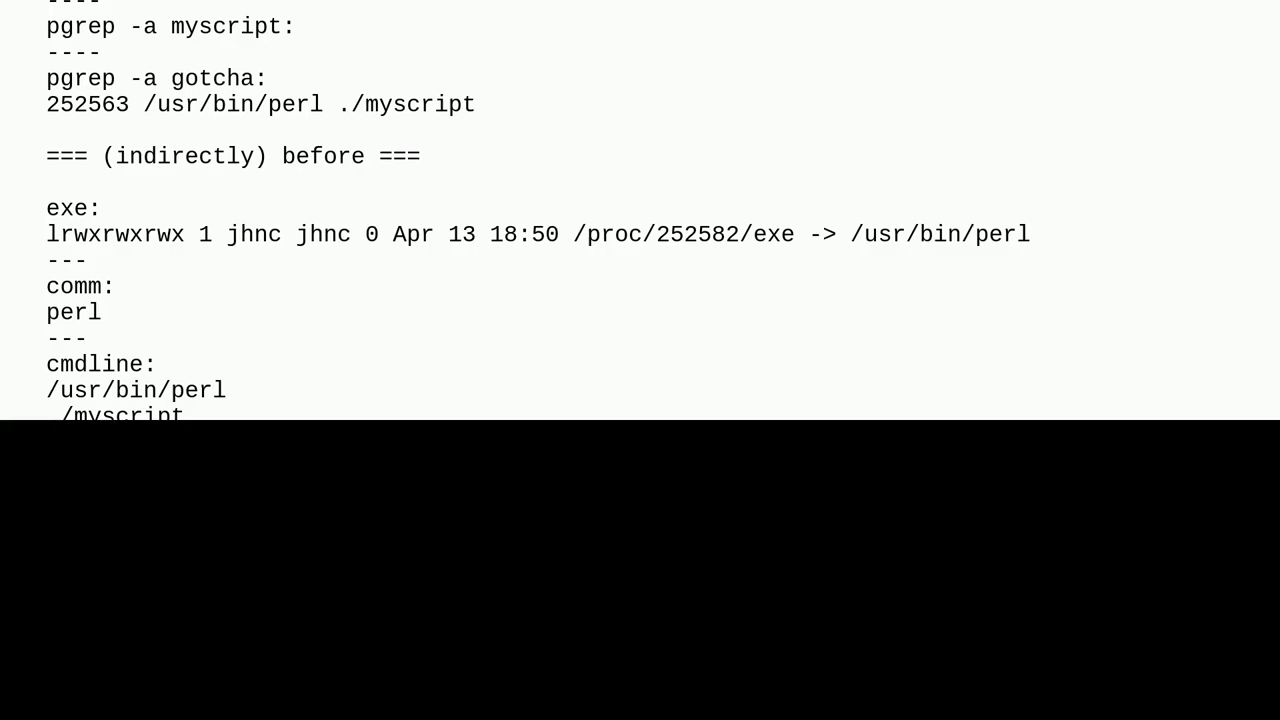 ----
pgrep -a myscript:
----
pgrep -a gotcha:
252563 /usr/bin/perl ./myscript
=== (indirectly) before ===
exe:
lrwxrwxrwx 1 jhnc jhnc 0 Apr 13 18:50 /proc/252582/exe -> /usr/bin/perl
---
comm:
perl
---
cmdline:
/usr/bin/perl
./myscript